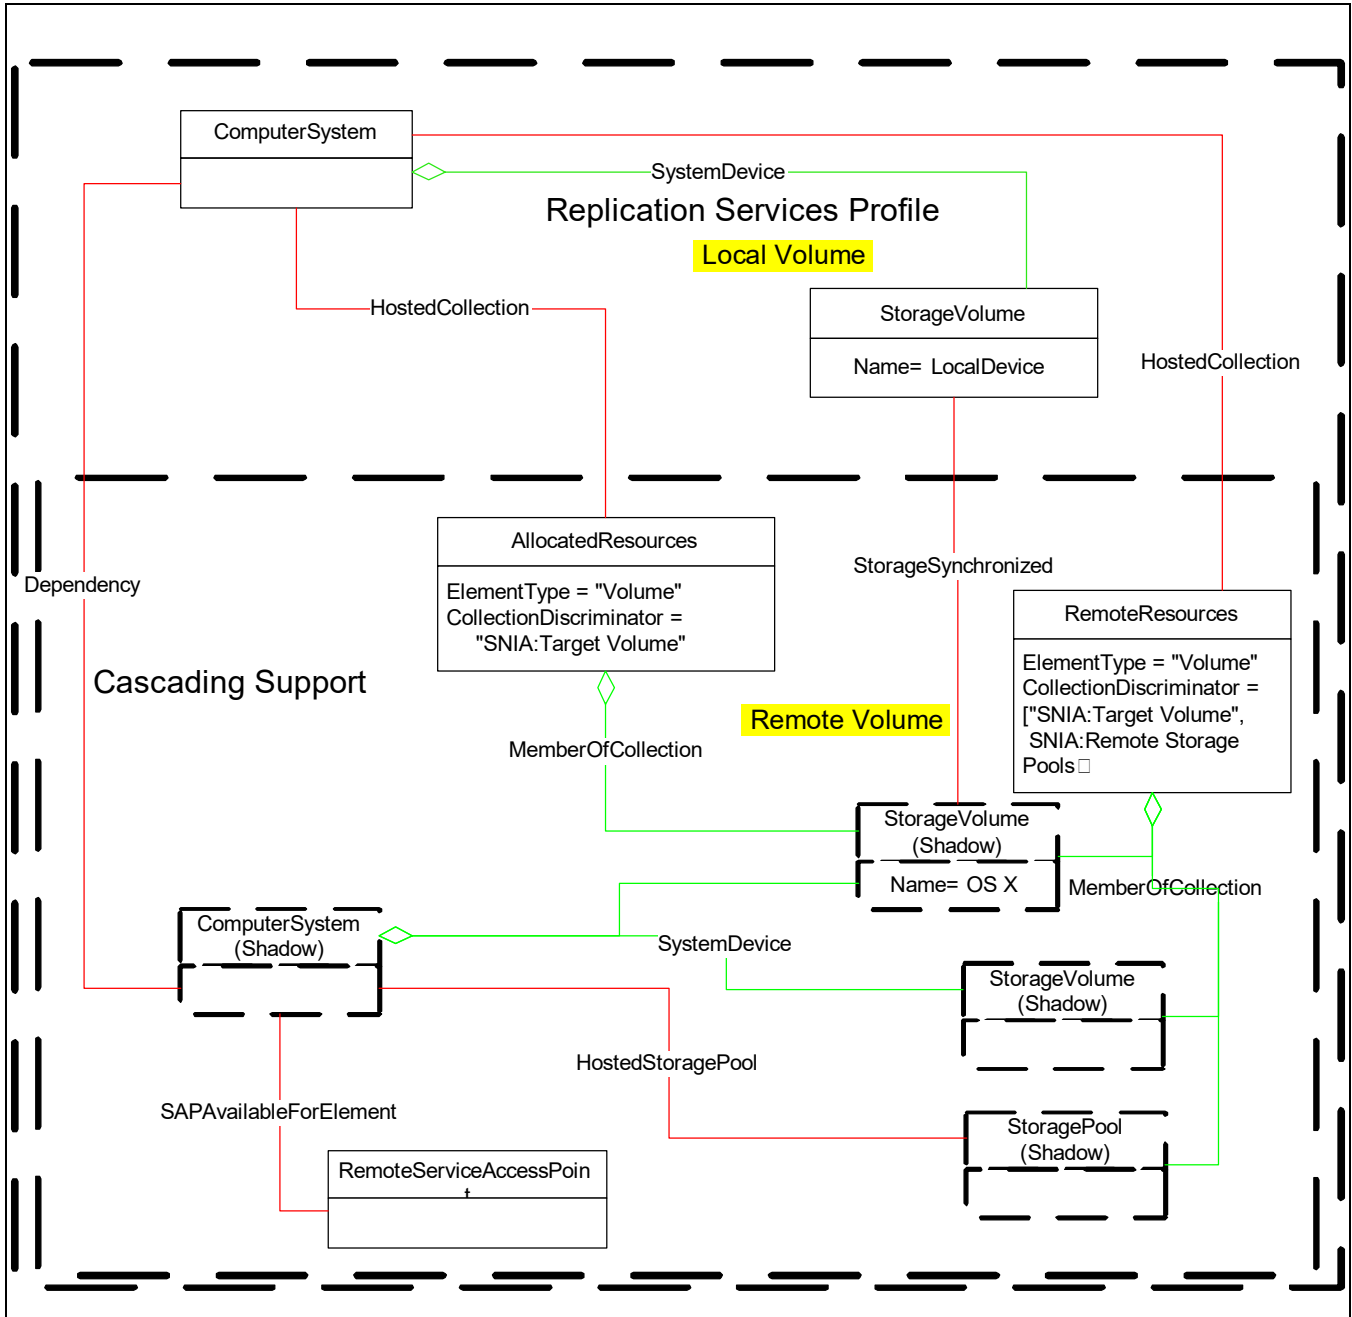 ComputerSystem
SystemDevice
Replication Services Profile
Local Volume
HostedCollection
StorageVolume
Name= LocalDevice
HostedCollection
AllocatedResources
ElementType = "Volume"
CollectionDiscriminator =
"SNIA:Target Volume"
StorageSynchronized
Dependency
RemoteResources
ElementType = "Volume"
CollectionDiscriminator =
["SNIA:Target Volume",
SNIA:Remote Storage
Pools□
Cascading Support
Remote Volume
MemberOfCollection
StorageVolume
(Shadow)
Name= OS X
MemberOfCollection
ComputerSystem
(Shadow)
SystemDevice
StorageVolume
(Shadow)
HostedStoragePool
SAPAvailableForElement
StoragePool
(Shadow)
RemoteServiceAccessPoin
t